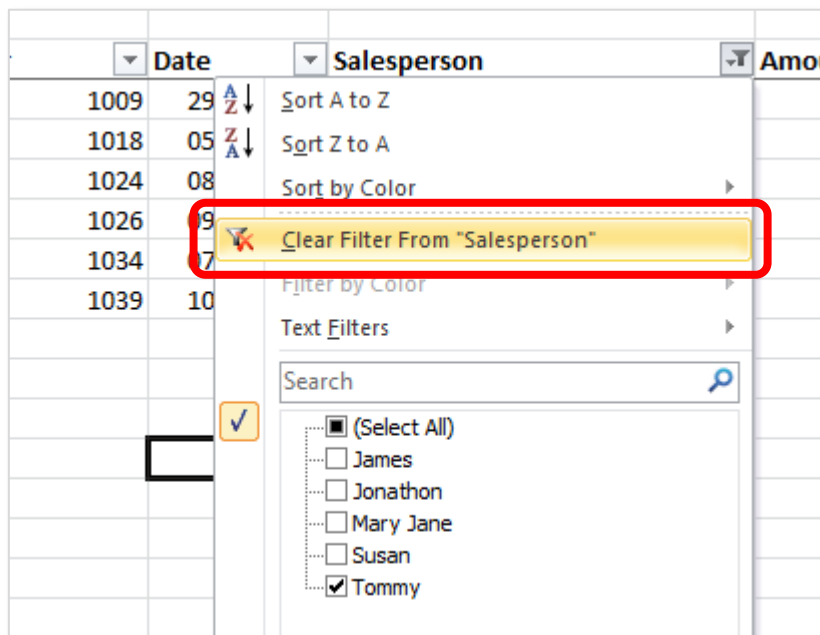 Date Salesperson Amou
1009 29 Sort A to Z
1018 05 Sort Z to A
1024 08 Sort by Color
1026 09 Clear Filter From "Salesperson"
1034 07
1039 10 Filter by Color
Text Filters
Search
(Select All)
James
Jonathon
Mary Jane
Susan
Tommy